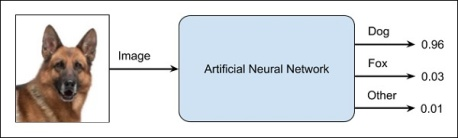 Image
Artificial Neural Network
Dog
0.96
Fox
0.03
Other
0.01